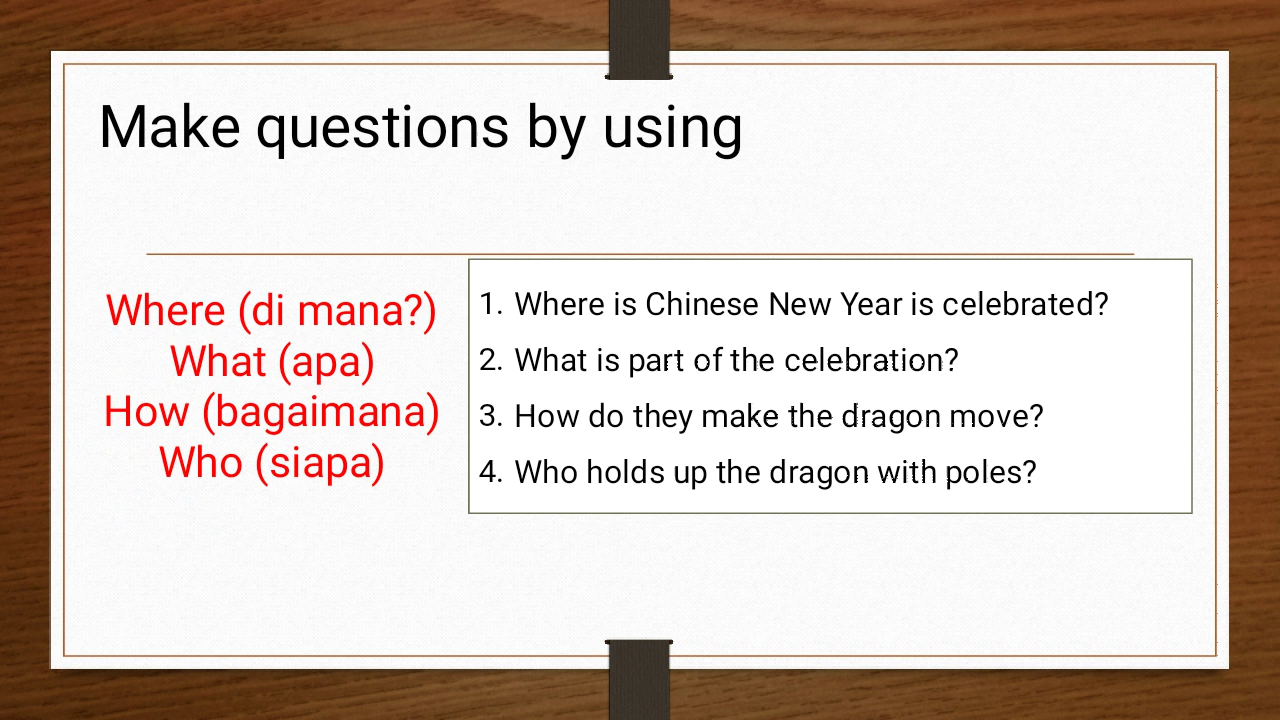 Make questions by using
Where (di mana?)
What (apa)
How (bagaimana)
Who (siapa)
1. Where is Chinese New Year is celebrated?
2. What is part of the celebration?
3. How do they make the dragon move?
4. Who holds up the dragon with poles?